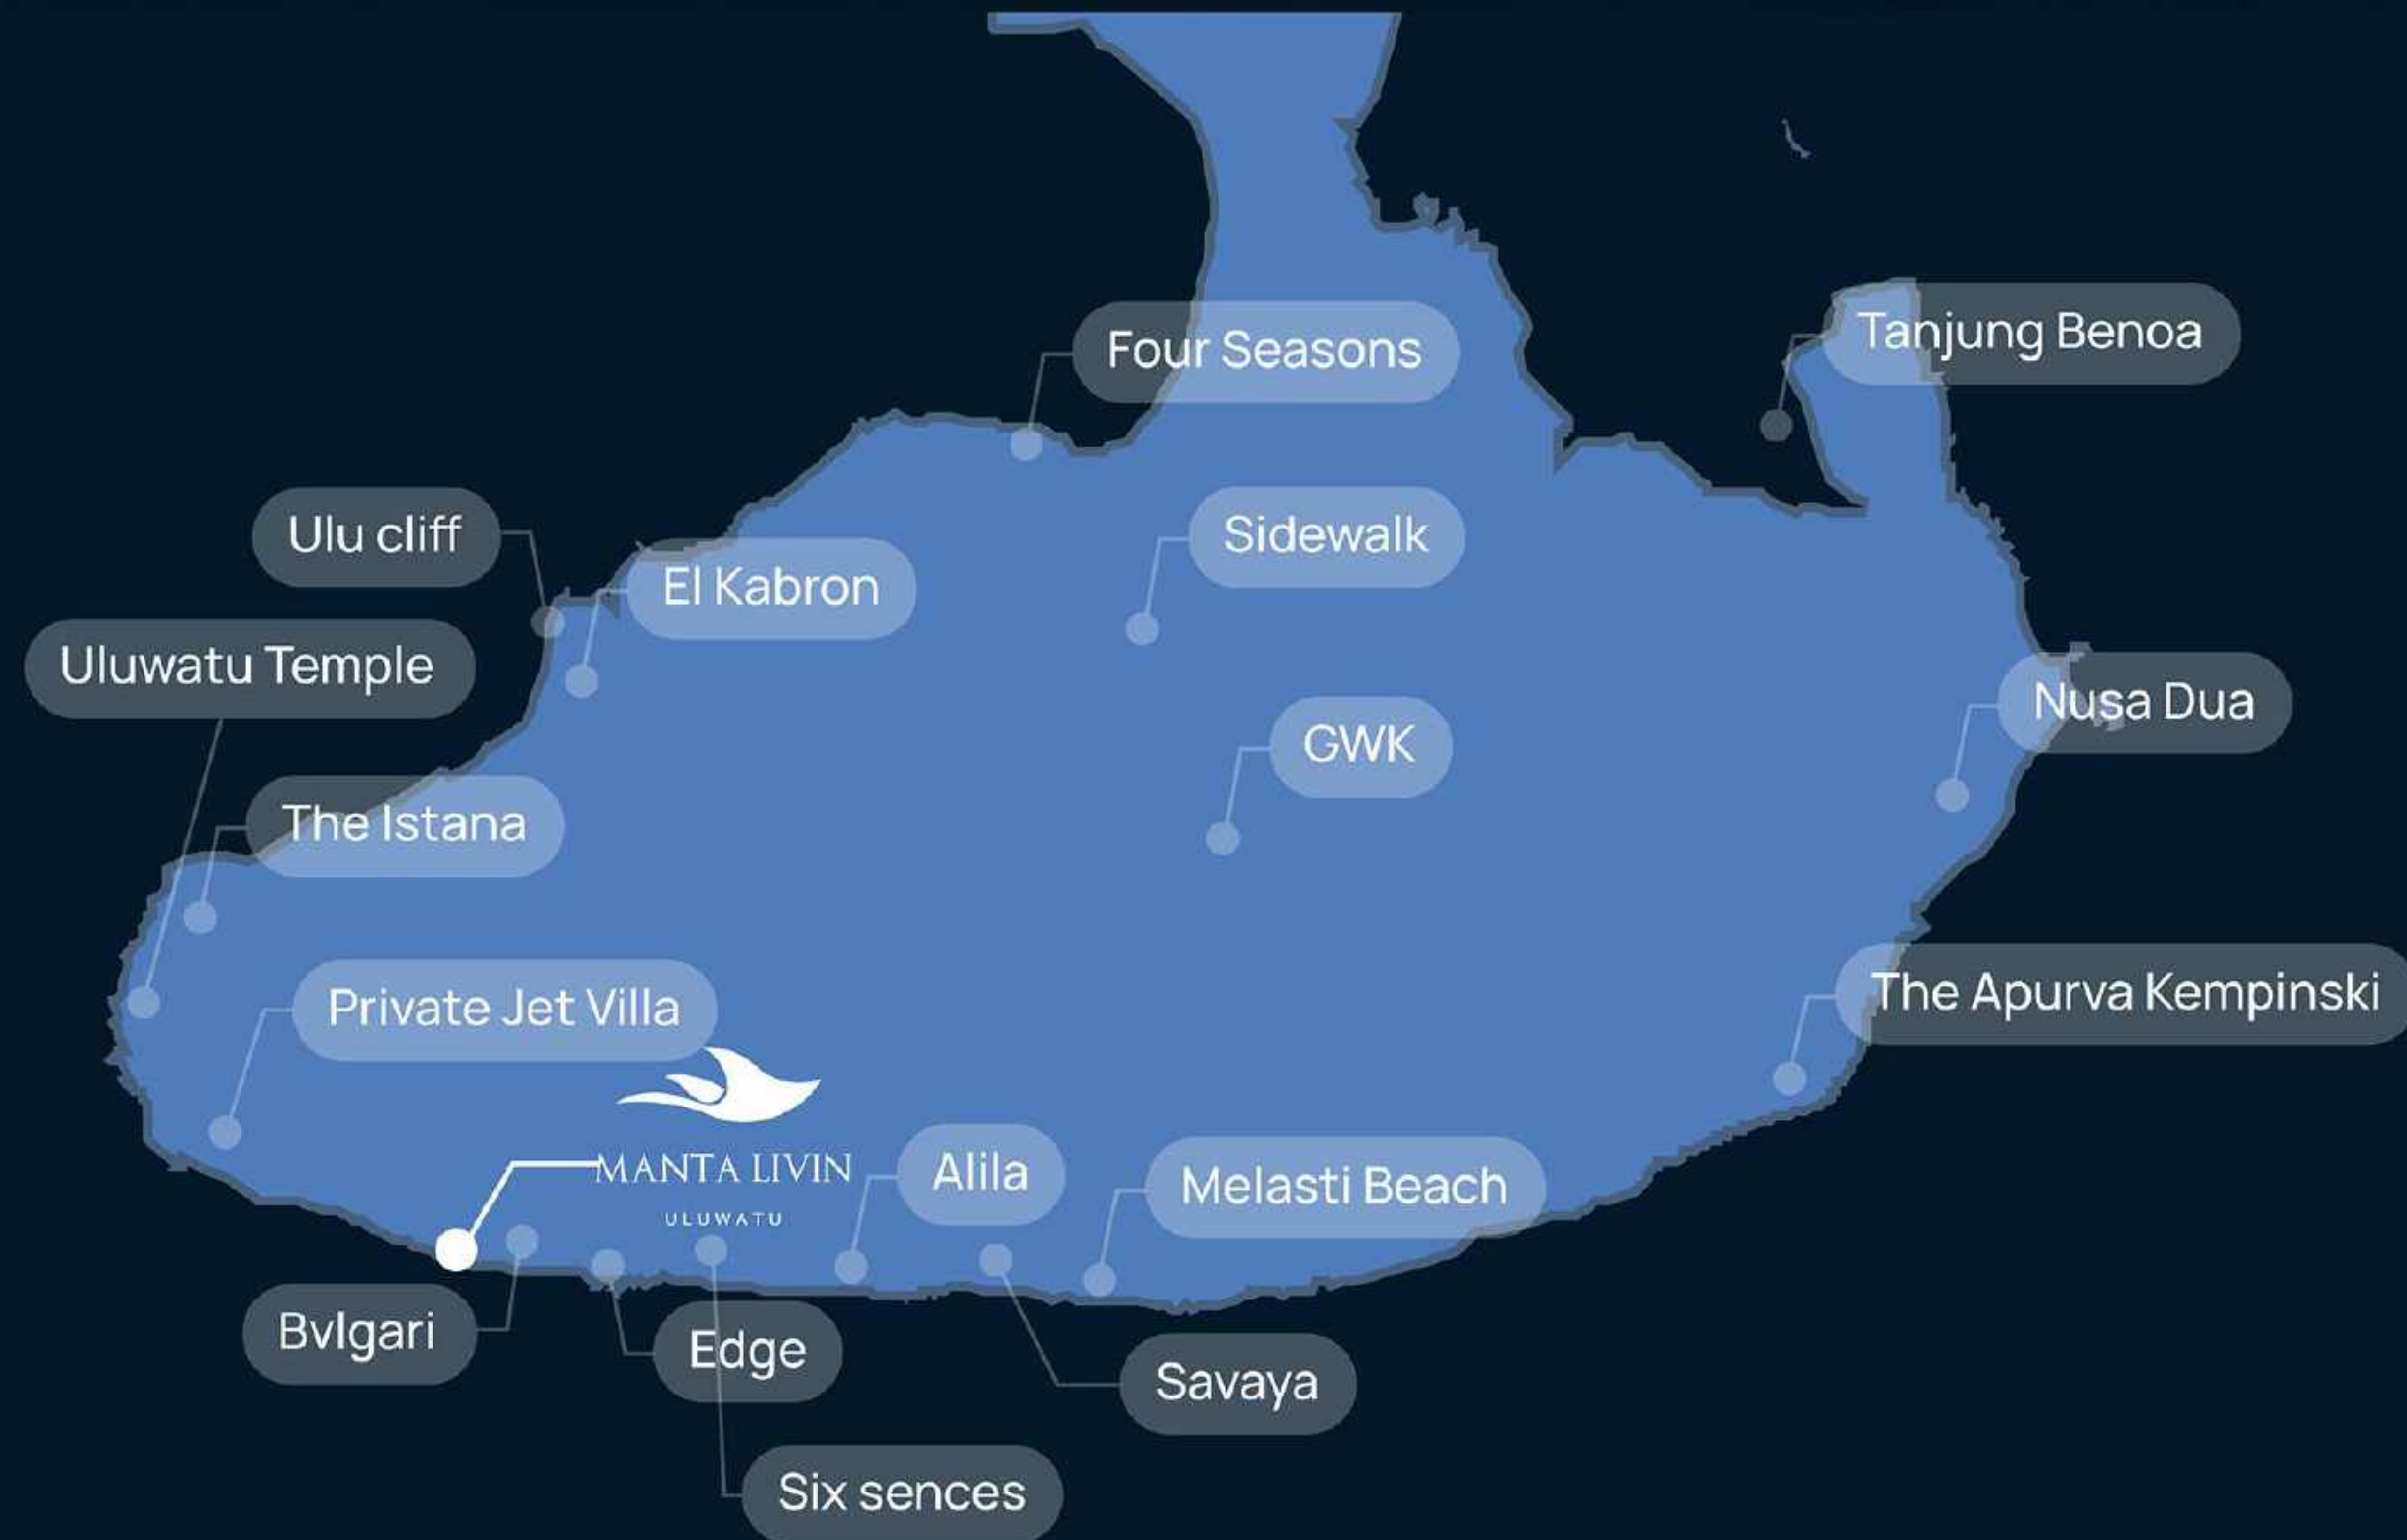 Four Seasons
Tanjung Benoa
Ulu cliff
Sidewalk
El Kabron
Uluwatu Temple
Nusa Dua
GWK
The Istana
The Apurva Kempinski
Private Jet Villa
MANTA LIVIN
ULUWATU
Alila
Melasti Beach
Bvlgari
Edge
Savaya
Six sences